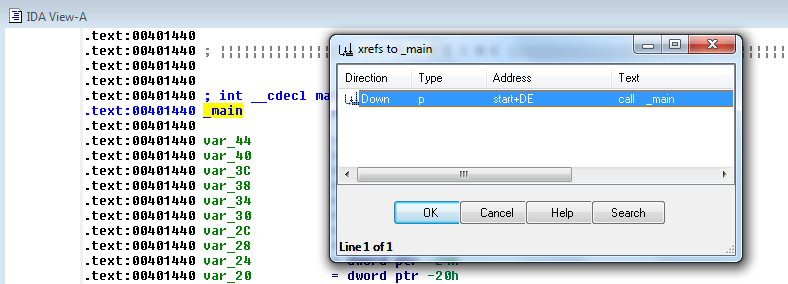 IDA View-A
.text:00401440
.text:00401440 ; ¦¦¦¦¦¦¦¦¦¦¦¦¦¦¦
.text:00401440
.text:00401440
.text:00401440 ; int __cdecl ma
.text:00401440 _main
.text:00401440
.text:00401440 var_44
.text:00401440 var_40
.text:00401440 var_3C
.text:00401440 var_38
.text:00401440 var_34
.text:00401440 var_30
.text:00401440 var_2C
.text:00401440 var_28
.text:00401440 var_24 = dword ptr -24h
.text:00401440 var_20 = dword ptr -20h
xrefs to _main
Direction Type Address Text
Down p start+DE call _main
OK Cancel Help Search
Line 1 of 1